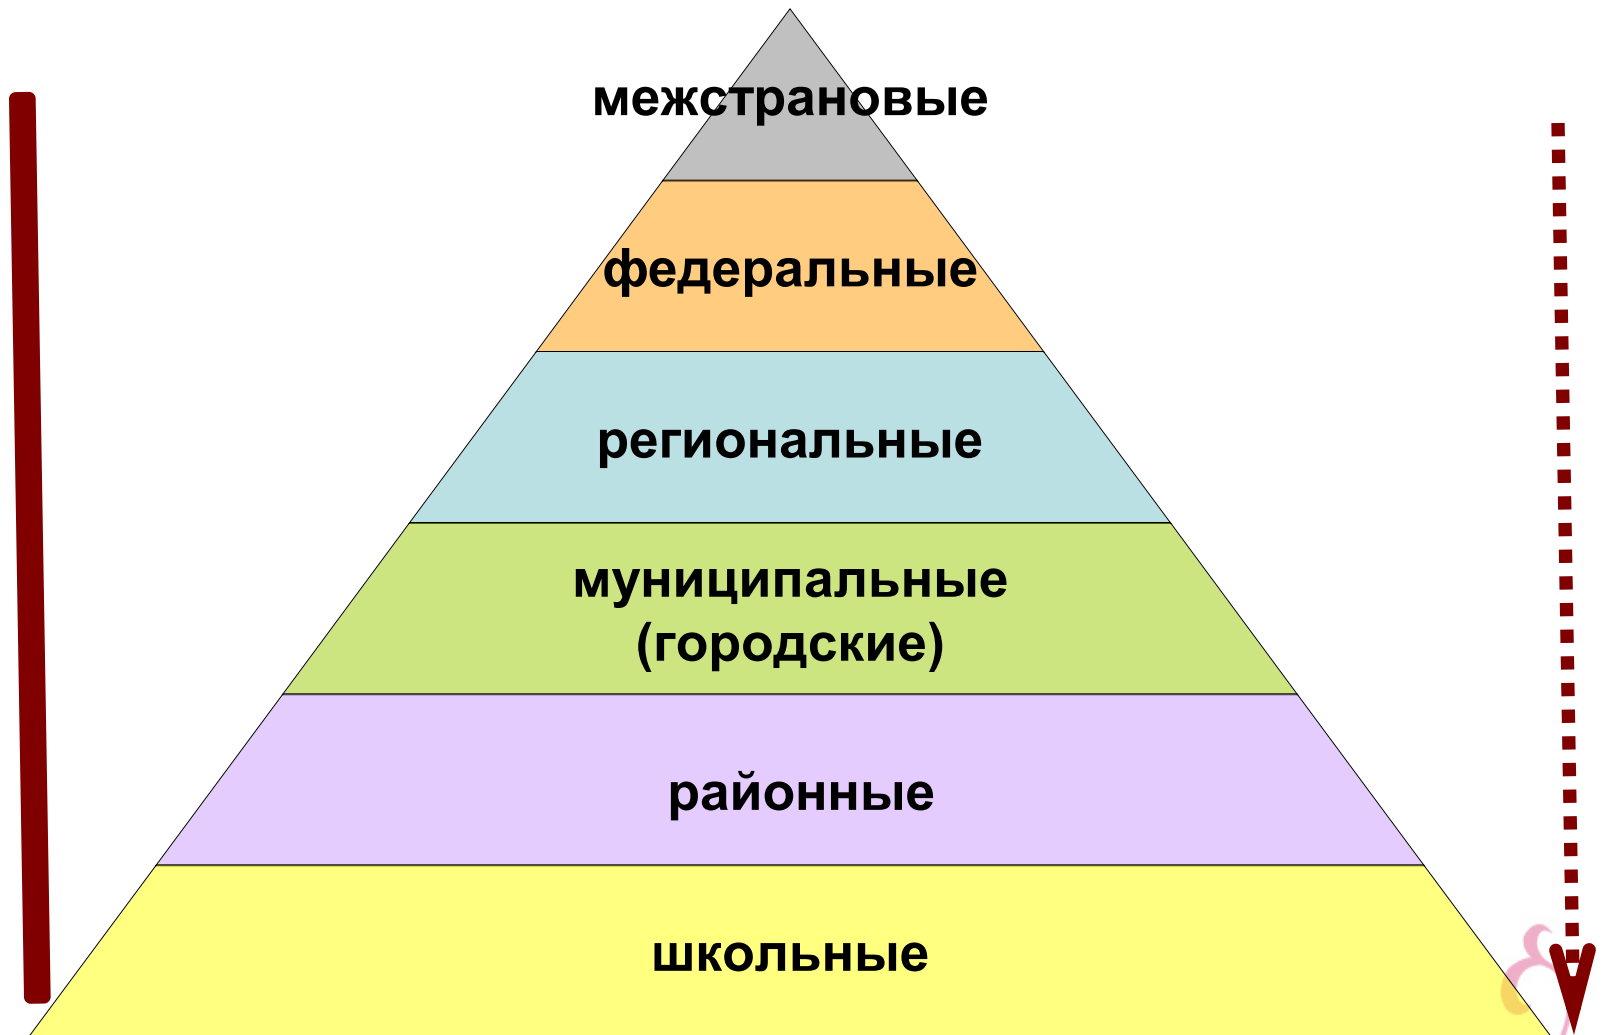 межстрановые
федеральные
региональные
муниципальные
(городские)
районные
школьные